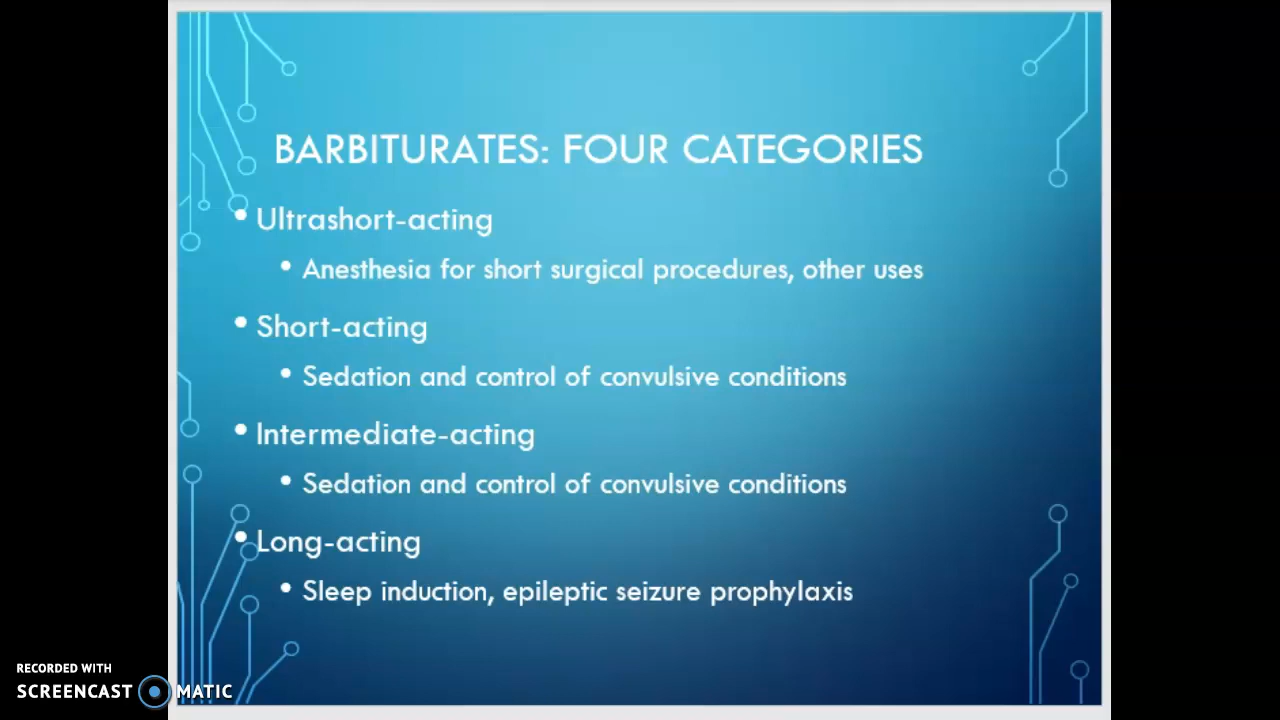 BARBITURATES: FOUR CATEGORIES
• Ultrashort-acting
• Anesthesia for short surgical procedures, other uses
• Short-acting
• Sedation and control of convulsive conditions
• Intermediate-acting
• Sedation and control of convulsive conditions
• Long-acting
• Sleep induction, epileptic seizure prophylaxis
RECORDED WITH
SCREENCAST MATIC